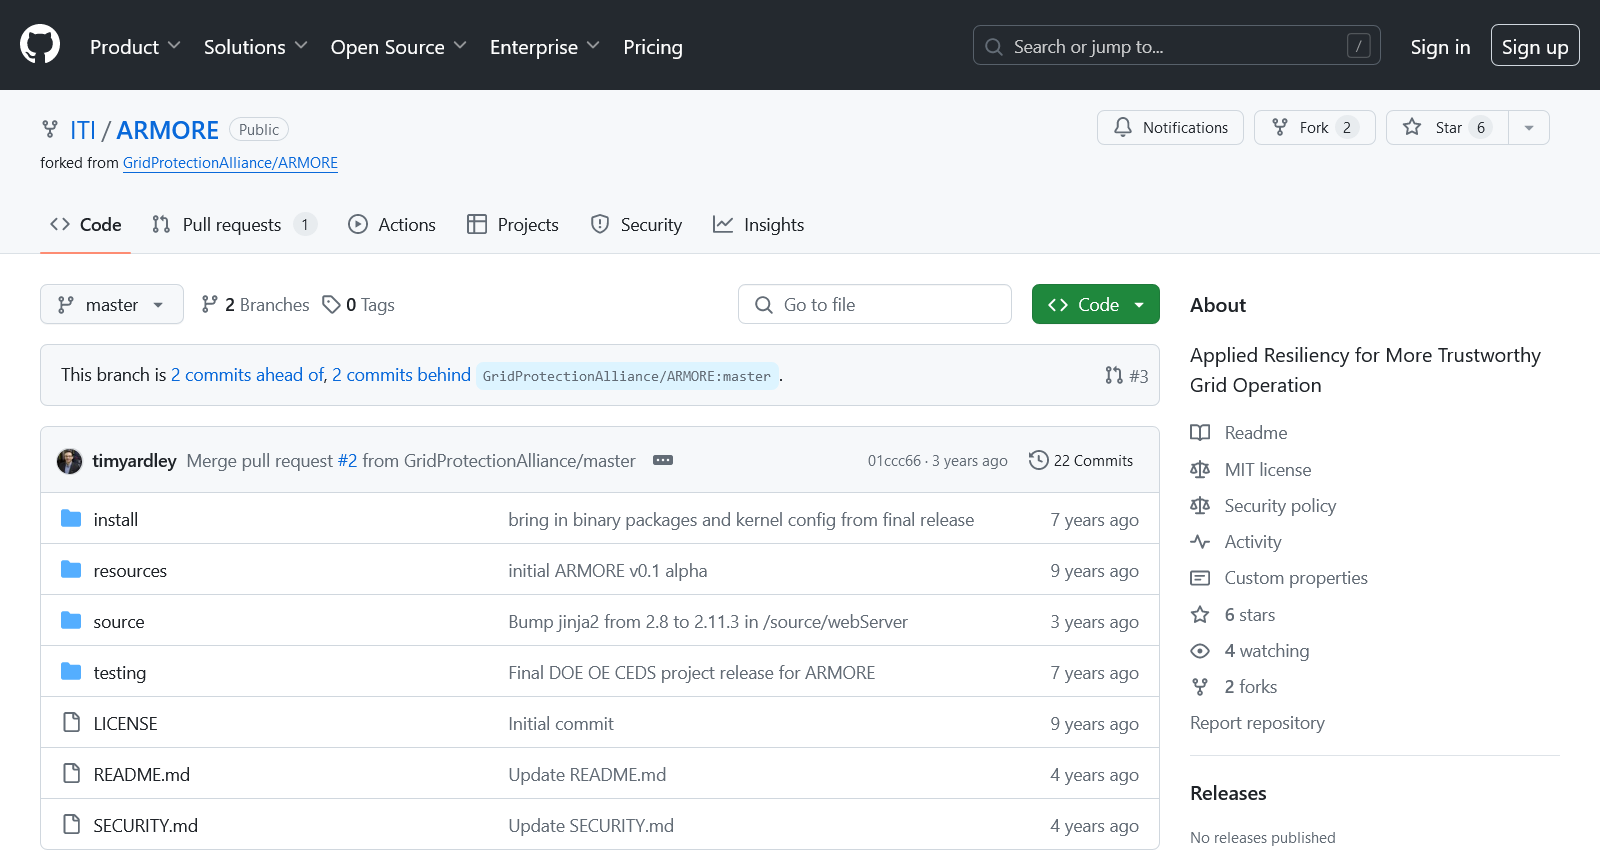 Product Solutions Open Source Enterprise Pricing Search or jump to... / Sign in Sign up
ITI / ARMORE Public Notifications Fork 2 Star 6
forked from GridProtectionAlliance/ARMORE
Code Pull requests 1 Actions Projects Security Insights
master 2 Branches 0 Tags Go to file Code
This branch is 2 commits ahead of, 2 commits behind GridProtectionAlliance/ARMORE:master. #3
timyardley Merge pull request #2 from GridProtectionAlliance/master 01ccc66 · 3 years ago 22 Commits
install bring in binary packages and kernel config from final release 7 years ago
resources initial ARMORE v0.1 alpha 9 years ago
source Bump jinja2 from 2.8 to 2.11.3 in /source/webServer 3 years ago
testing Final DOE OE CEDS project release for ARMORE 7 years ago
LICENSE Initial commit 9 years ago
README.md Update README.md 4 years ago
SECURITY.md Update SECURITY.md 4 years ago
About
Applied Resiliency for More Trustworthy
Grid Operation
Readme
MIT license
Security policy
Activity
Custom properties
6 stars
4 watching
2 forks
Report repository
Releases
No releases published